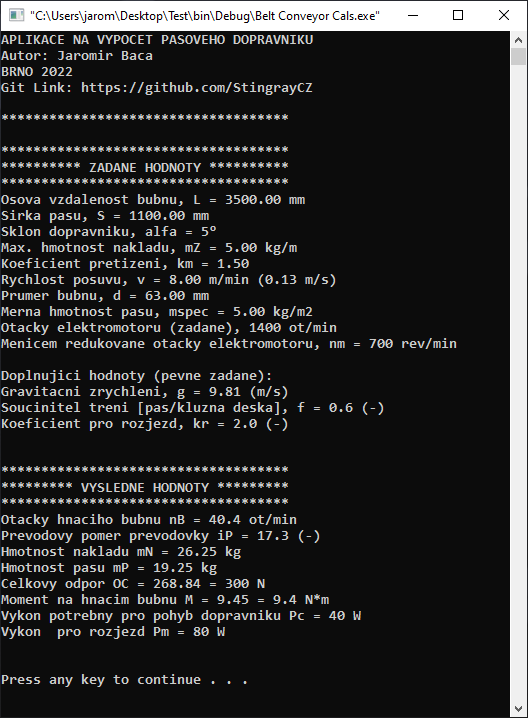 "C:\Users\jarom\Desktop\Test\bin\Debug\Belt Conveyor Cals.exe"
APLIKACE NA VYPOCET PASOVEHO DOPRAVNIKU
Autor: Jaromir Baca
BRNO 2022
Git Link: https://github.com/StingrayCZ
************************************
************************************
********** ZADANE HODNOTY **********
************************************
Osova vzdalenost bubnu, L = 3500.00 mm
Sirka pasu, S = 1100.00 mm
Sklon dopravniku, alfa = 5°
Max. hmotnost nakladu, mZ = 5.00 kg/m
Koeficient pretizeni, km = 1.50
Rychlost posuvu, v = 8.00 m/min (0.13 m/s)
Prumer bubnu, d = 63.00 mm
Merna hmotnost pasu, mspec = 5.00 kg/m2
Otacky elektromotoru (zadane), 1400 ot/min
Menicem redukovane otacky elektromotoru, nm = 700 rev/min
Doplnujici hodnoty (pevne zadane):
Gravitacni zrychleni, g = 9.81 (m/s)
Soucinitel treni [pas/kluzna deska], f = 0.6 (-)
Koeficient pro rozjezd, kr = 2.0 (-)
************************************
********* VYSLEDNE HODNOTY *********
************************************
Otacky hnaciho bubnu nB = 40.4 ot/min
Prevodovy pomer prevodovky iP = 17.3 (-)
Hmotnost nakladu mN = 26.25 kg
Hmotnost pasu mP = 19.25 kg
Celkovy odpor OC = 268.84 = 300 N
Moment na hnacim bubnu M = 9.45 = 9.4 N*m
Vykon potrebny pro pohyb dopravniku Pc = 40 W
Vykon  pro rozjezd Pm = 80 W
Press any key to continue . . .